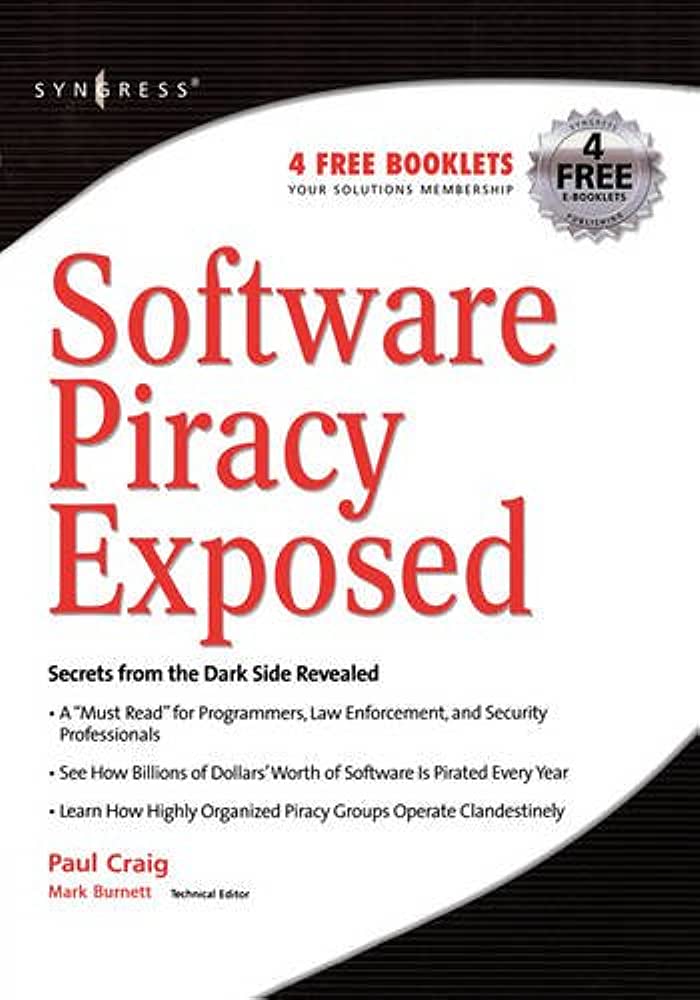 SYNGRESS®
4 FREE BOOKLETS
YOUR SOLUTIONS MEMBERSHIP
SYNGRESS
4
FREE
E-BOOKLETS
PUBLISHING
Software
Piracy
Exposed
Secrets from the Dark Side Revealed
• A “Must Read” for Programmers, Law Enforcement, and Security
Professionals
• See How Billions of Dollars’ Worth of Software Is Pirated Every Year
• Learn How Highly Organized Piracy Groups Operate Clandestinely
Paul Craig
Mark Burnett Technical Editor